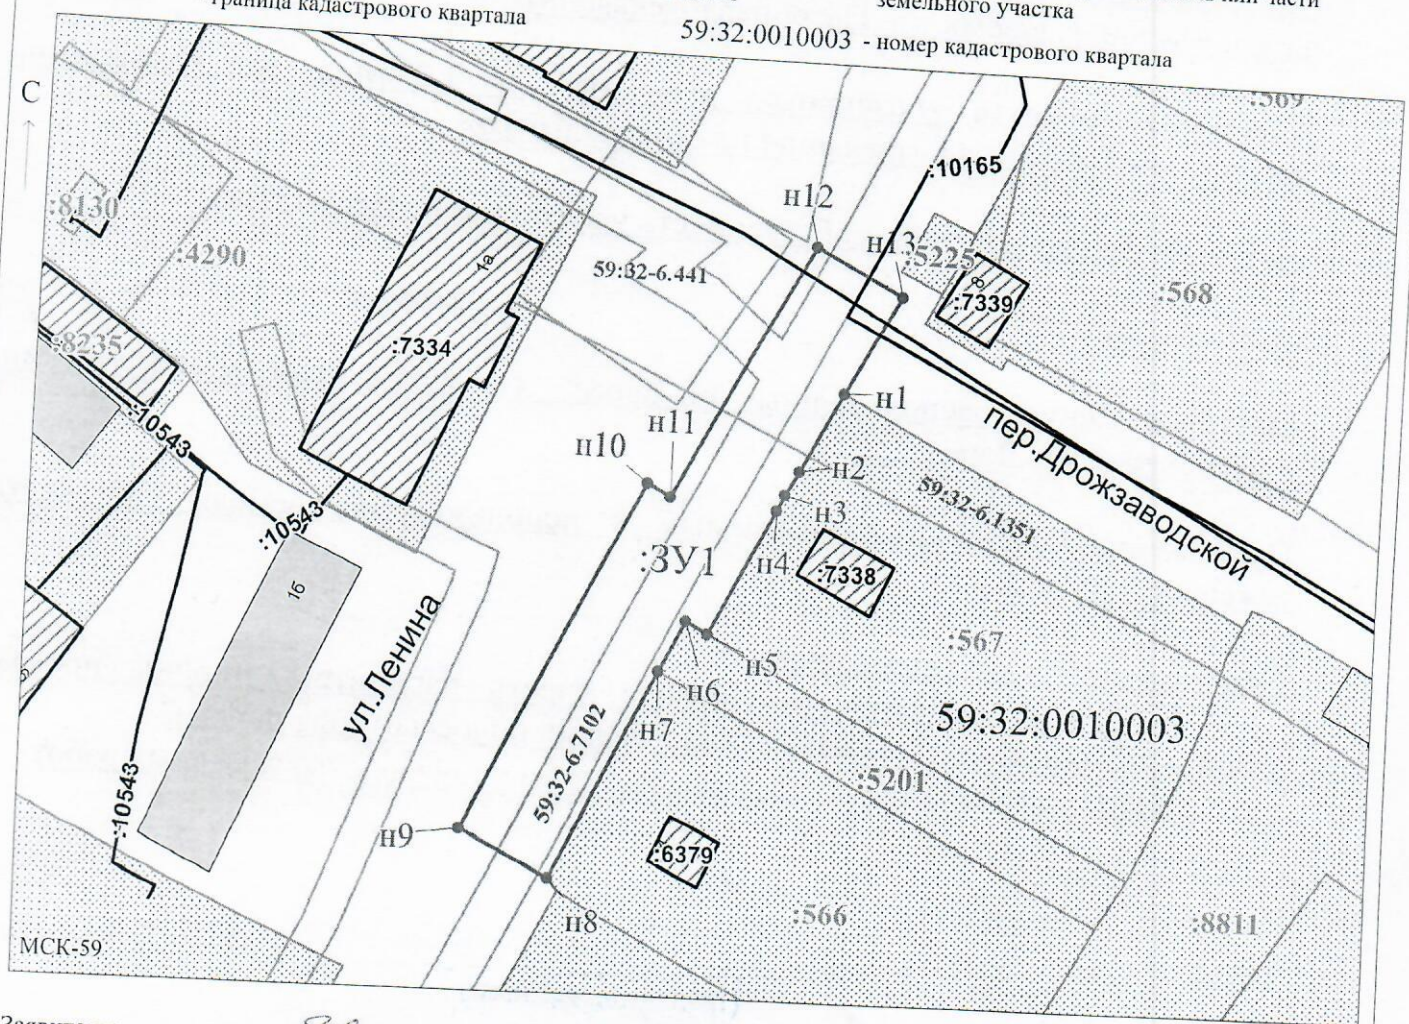 граница кадастрового квартала
земельного участка
части
59:32:0010003 - номер кадастрового квартала
С
:569
:10165
н12
:8130
н13
:5225
:4290
1а
59:32-6.441
8
:7339
:568
:8235
:7334
н1
н11
пер.Дрожзаводской
:10543
н10
н2
59:32-6.1351
н3
:10543
:ЗУ1
н4
:7338
1б
ул.Ленина
:567
н5
н6
59:32:0010003
н7
59:32-6.7102
:5201
:10543
н9
:6379
:566
н8
:8811
МСК-59